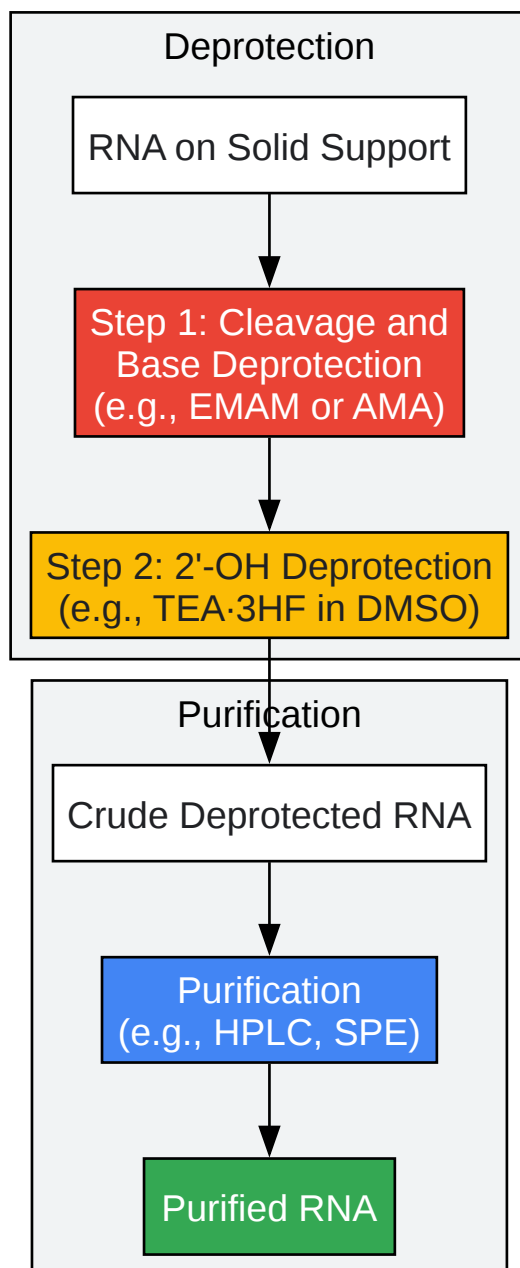 Deprotection
RNA on Solid Support
Step 1: Cleavage and
Base Deprotection
(e.g., EMAM or AMA)
Step 2: 2'-OH Deprotection
(e.g., TEA·3HF in DMSO)
Purification
Crude Deprotected RNA
Purification
(e.g., HPLC, SPE)
Purified RNA